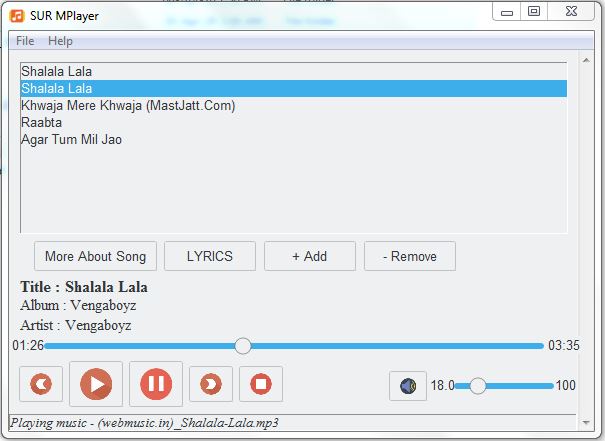 SUR MPlayer
File Help
Shalala Lala
Shalala Lala
Khwaja Mere Khwaja (MastJatt.Com)
Raabta
Agar Tum Mil Jao
More About Song LYRICS + Add - Remove
Title : Shalala Lala
Album : Vengaboyz
Artist : Vengaboyz
01:26 03:35
18.0 100
Playing music - (webmusic.in)_Shalala-Lala.mp3